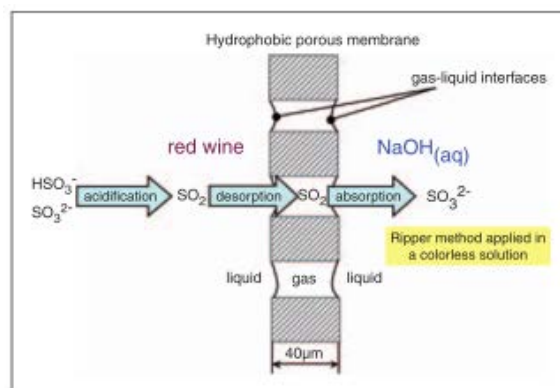 Hydrophobic porous membrane
gas-liquid interfaces
red wine
NaOH(aq)
HSO₃⁻
SO₃²⁻
acidification
SO₂
desorption
SO₂
absorption
SO₃²⁻
Ripper method applied in
a colorless solution
liquid gas liquid
40µm